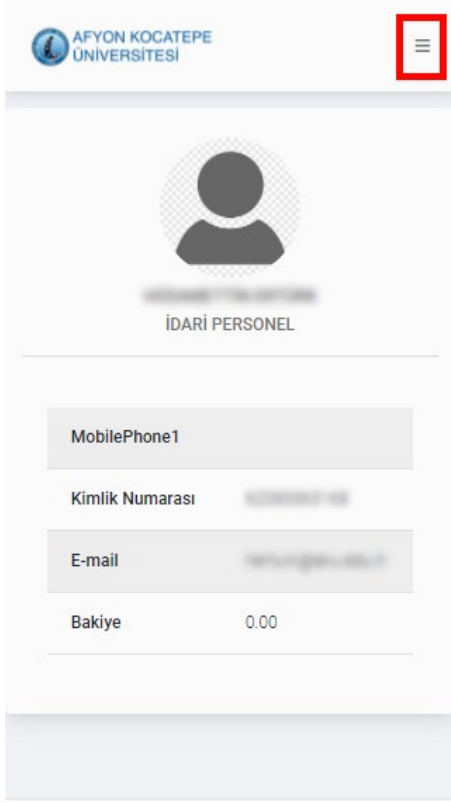 AFYON KOCATEPE
ÜNİVERSİTESİ
İDARİ PERSONEL
MobilePhone1
Kimlik Numarası
E-mail
Bakiye 0.00